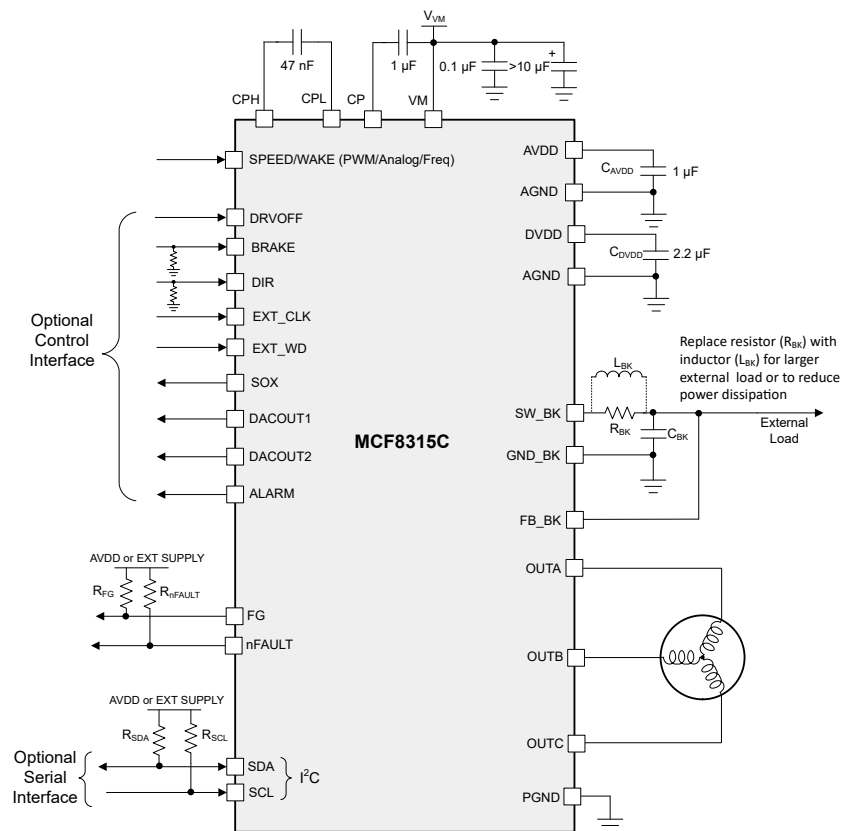 V_VM
47 nF
1 µF
0.1 µF
>10 µF
+
CPH
CPL
CP
VM
SPEED/WAKE (PWM/Analog/Freq)
DRVOFF
BRAKE
DIR
EXT_CLK
EXT_WD
SOX
DACOUT1
DACOUT2
ALARM
Optional
Control
Interface
AVDD or EXT SUPPLY
R_FG
R_nFAULT
FG
nFAULT
AVDD or EXT SUPPLY
R_SDA
R_SCL
Optional
Serial
Interface
SDA
SCL
I²C
MCF8315C
AVDD
C_AVDD
1 µF
AGND
DVDD
C_DVDD
2.2 µF
AGND
Replace resistor (R_BK) with
inductor (L_BK) for larger
external load or to reduce
power dissipation
L_BK
SW_BK
R_BK
C_BK
External
Load
GND_BK
FB_BK
OUTA
OUTB
OUTC
PGND